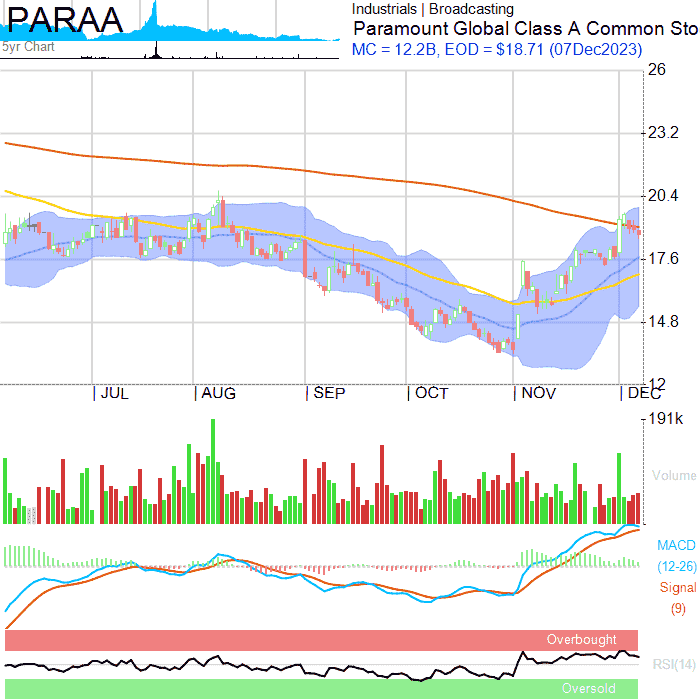 PARAA
5yr Chart
Industrials | Broadcasting
Paramount Global Class A Common Sto
MC = 12.2B, EOD = $18.71 (07Dec2023)
26
23.2
20.4
17.6
14.8
12
JUL AUG SEP OCT NOV DEC
191k
Volume
MACD
(12-26)
Signal
(9)
Overbought
RSI(14)
Oversold